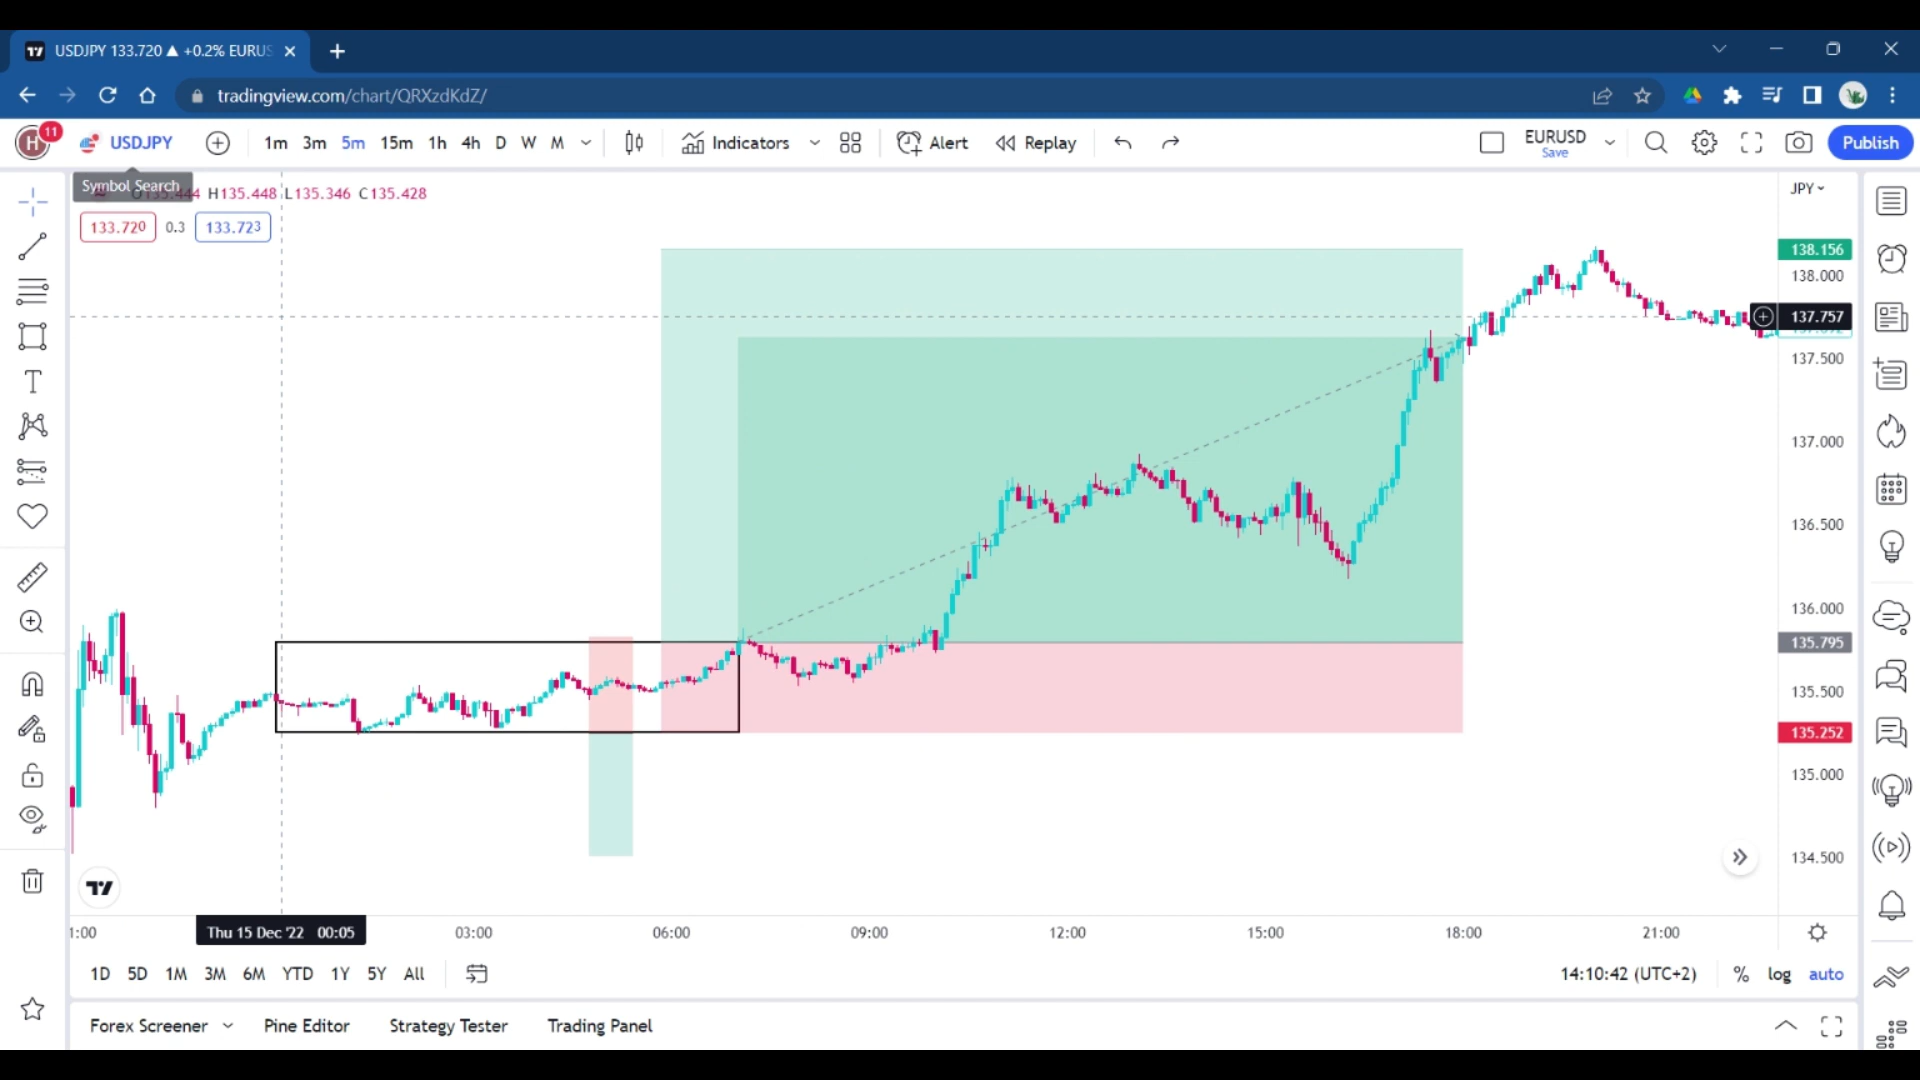 USDJPY 133.720 ▲ +0.2% EURUS
tradingview.com/chart/QRXzdKdZ/
H 11 USDJPY 1m 3m 5m 15m 1h 4h D W M Indicators Alert Replay EURUSD Save Publish
Symbol Search
H135.448 L135.346 C135.428
JPY
133.720 0.3 133.723
138.156
138.000
137.757
137.500
137.000
136.500
136.000
135.795
135.500
135.252
135.000
134.500
1:00 Thu 15 Dec '22 00:05 03:00 06:00 09:00 12:00 15:00 18:00 21:00
1D 5D 1M 3M 6M YTD 1Y 5Y All 14:10:42 (UTC+2) % log auto
Forex Screener Pine Editor Strategy Tester Trading Panel